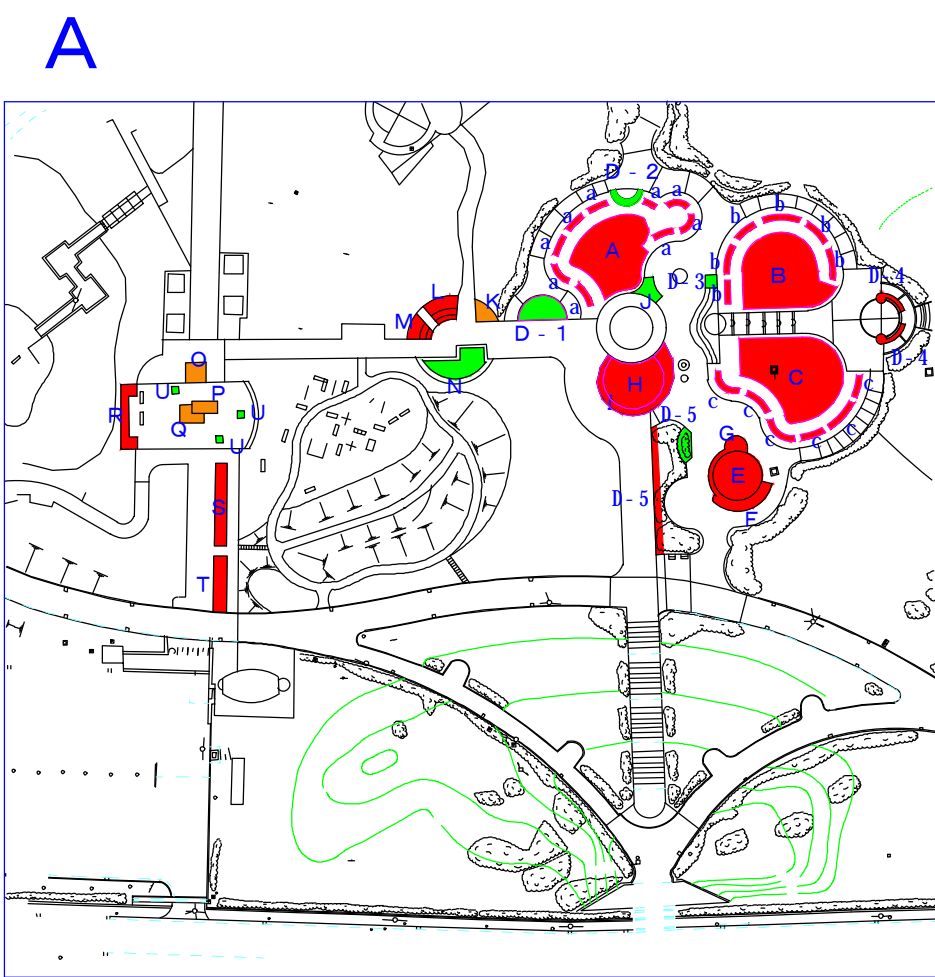 A
D-2
a a a
a a
a A a
a a
b
b b
b B b
b
D-3
D-4
D-4
L K J
M D-1
N
H
C
c c
c c c c
D-5
D-5
G
E
F
O
U P U
R Q U
S
T